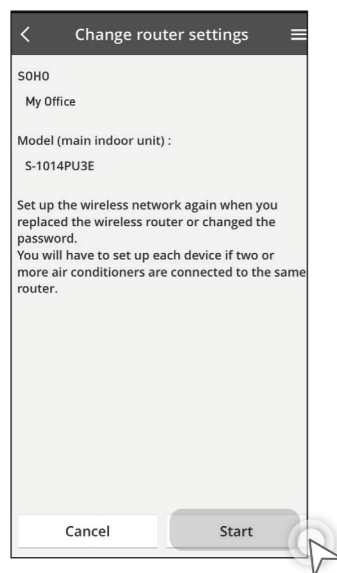 Change router settings
SOHO
My Office
Model (main indoor unit) :
S-1014PU3E
Set up the wireless network again when you
replaced the wireless router or changed the
password.
You will have to set up each device if two or
more air conditioners are connected to the same
router.
Cancel Start